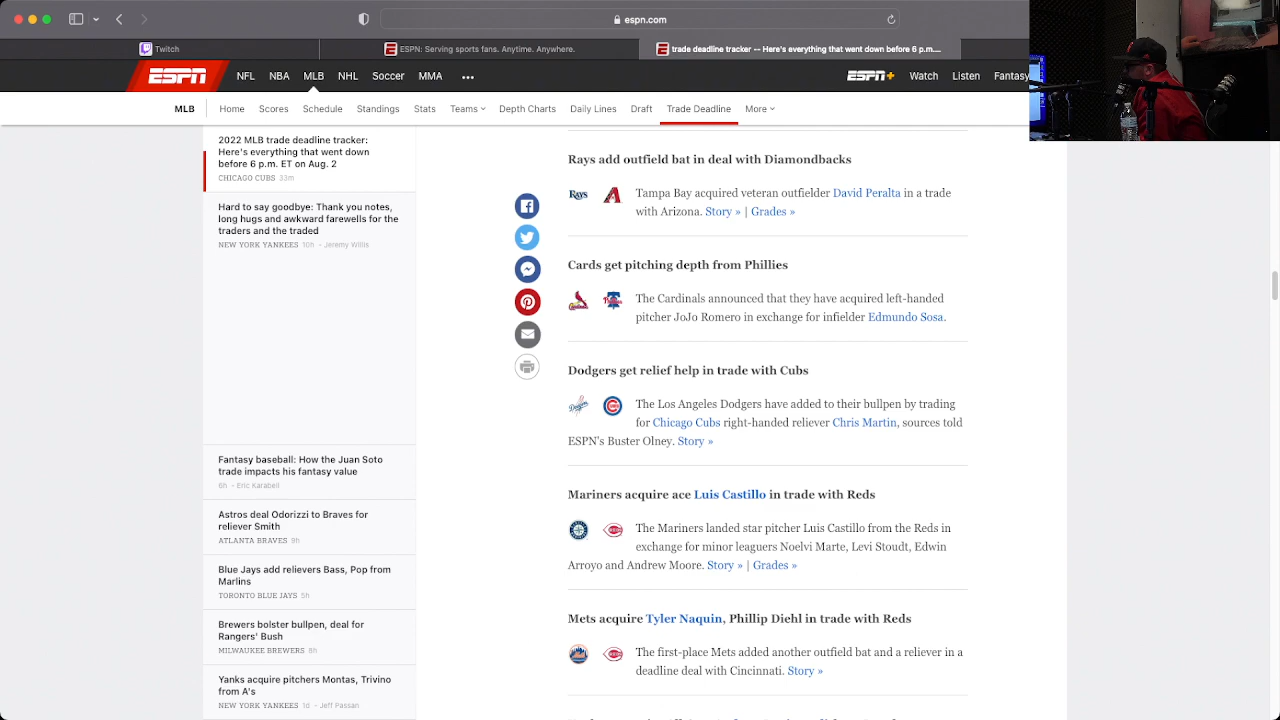 espn.com
Twitch
ESPN: Serving sports fans. Anytime. Anywhere.
trade deadline tracker -- Here's everything that went down before 6 p.m....
ESPN NFL NBA MLB NHL Soccer MMA ••• ESPN+ Watch Listen Fantasy
MLB Home Scores Schedule Standings Stats Teams Depth Charts Daily Lines Draft Trade Deadline More
2022 MLB trade deadline tracker:
Here's everything that went down
before 6 p.m. ET on Aug. 2
CHICAGO CUBS 33m
Hard to say goodbye: Thank you notes,
long hugs and awkward farewells for the
traders and the traded
NEW YORK YANKEES 10h - Jeremy Willis
Fantasy baseball: How the Juan Soto
trade impacts his fantasy value
6h - Eric Karabell
Astros deal Odorizzi to Braves for
reliever Smith
ATLANTA BRAVES 9h
Blue Jays add relievers Bass, Pop from
Marlins
TORONTO BLUE JAYS 5h
Brewers bolster bullpen, deal for
Rangers' Bush
MILWAUKEE BREWERS 8h
Yanks acquire pitchers Montas, Trivino
from A's
NEW YORK YANKEES 1d - Jeff Passan
Rays add outfield bat in deal with Diamondbacks
RAYS
Tampa Bay acquired veteran outfielder David Peralta in a trade
with Arizona. Story » | Grades »
Cards get pitching depth from Phillies
The Cardinals announced that they have acquired left-handed
pitcher JoJo Romero in exchange for infielder Edmundo Sosa.
Dodgers get relief help in trade with Cubs
The Los Angeles Dodgers have added to their bullpen by trading
for Chicago Cubs right-handed reliever Chris Martin, sources told
ESPN's Buster Olney. Story »
Mariners acquire ace Luis Castillo in trade with Reds
The Mariners landed star pitcher Luis Castillo from the Reds in
exchange for minor leaguers Noelvi Marte, Levi Stoudt, Edwin
Arroyo and Andrew Moore. Story » | Grades »
Mets acquire Tyler Naquin, Phillip Diehl in trade with Reds
The first-place Mets added another outfield bat and a reliever in a
deadline deal with Cincinnati. Story »